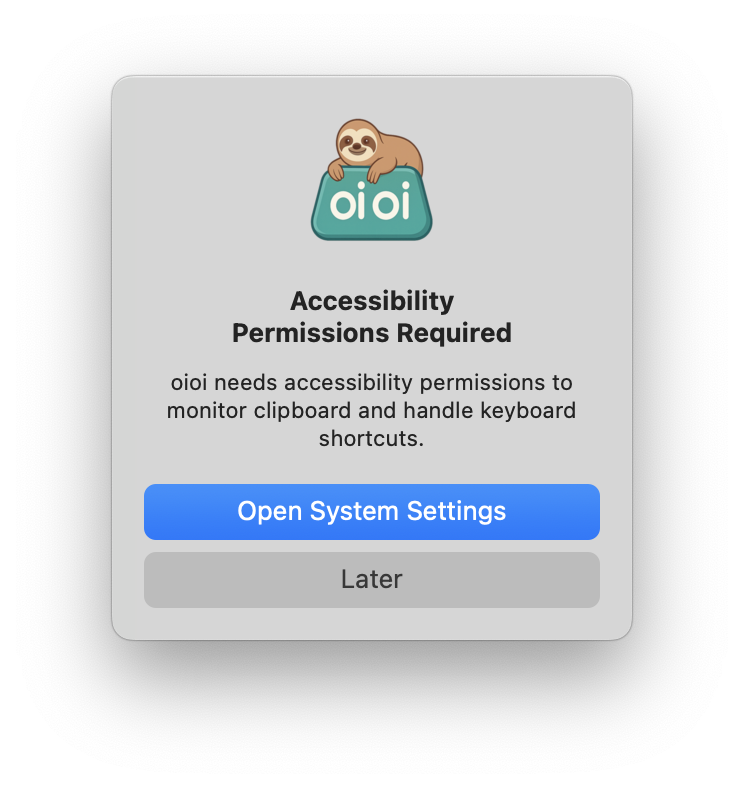 oioi
Accessibility
Permissions Required
oioi needs accessibility permissions to
monitor clipboard and handle keyboard
shortcuts.
Open System Settings
Later